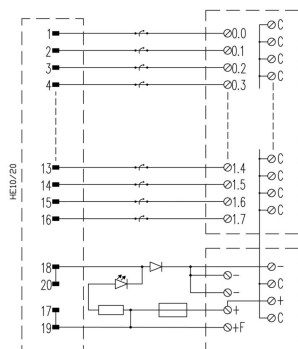 1 0.0 C
2 0.1 C
3 0.2 C
4 0.3 C
HE10/20
13 1.4 C
14 1.5 C
15 1.6 C
16 1.7 C
18 - -
20 -
17 + +
19 +F C